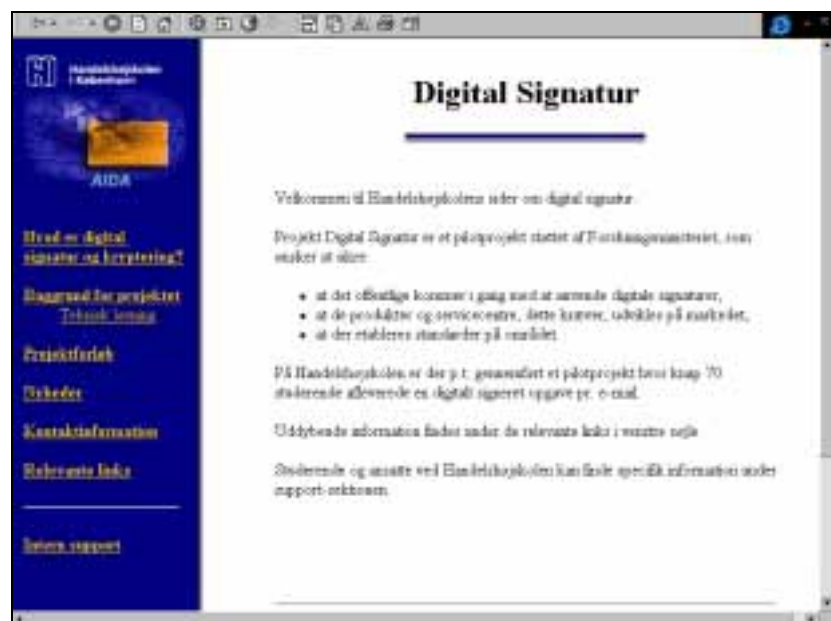 Handelshøjskolen
i København
AIDA
Hvad er digital
signatur og kryptering?
Baggrund for projektet
Teknisk løsning
Projektforløb
Nyheder
Kontaktinformation
Relevante links
Intern support
Digital Signatur
Velkommen til Handelshøjskolens sider om digital signatur.
Projekt Digital Signatur er et pilotprojekt støttet af Forskningsministeriet, som
ønsker at sikre:
• at det offentlige kommer i gang med at anvende digitale signaturer,
• at de produkter og servicecentre, dette kræver, udvikles på markedet,
• at der etableres standarder på området.
På Handelshøjskolen er der p.t. gennemført et pilotprojekt hvor knap 70
studerende afleverede en digitalt signeret opgave pr. e-mail.
Uddybende information findes under de relevante links i venstre søjle.
Studerende og ansatte ved Handelshøjskolen kan finde specifik information under
support-sektionen.